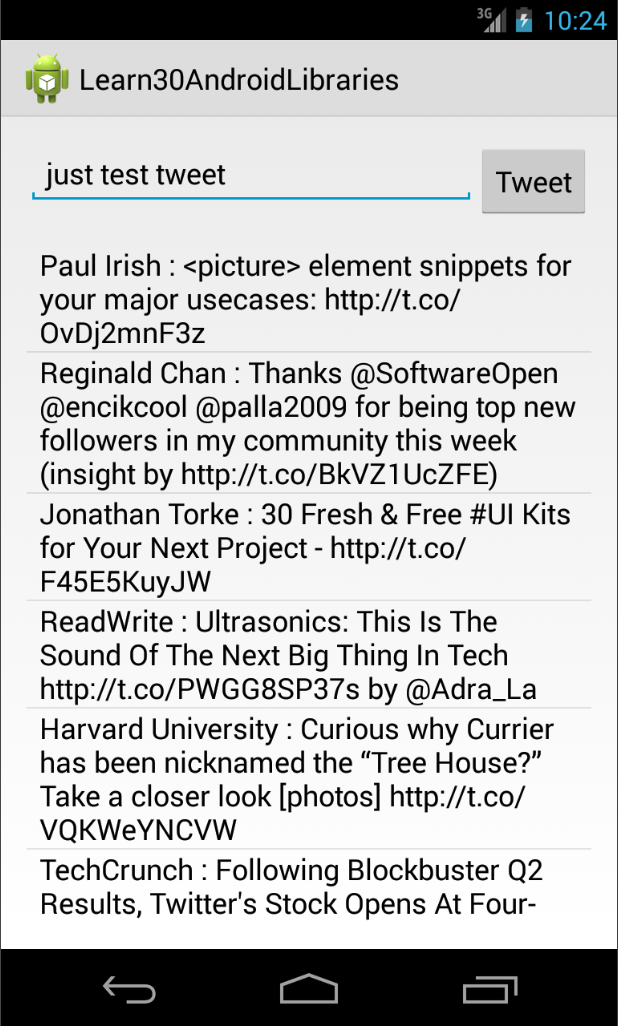 3G 10:24
Learn30AndroidLibraries
just test tweet
Tweet
Paul Irish : <picture> element snippets for
your major usecases: http://t.co/
OvDj2mnF3z
Reginald Chan : Thanks @SoftwareOpen
@encikcool @palla2009 for being top new
followers in my community this week
(insight by http://t.co/BkVZ1UcZFE)
Jonathan Torke : 30 Fresh & Free #UI Kits
for Your Next Project - http://t.co/
F45E5KuyJW
ReadWrite : Ultrasonics: This Is The
Sound Of The Next Big Thing In Tech
http://t.co/PWGG8SP37s by @Adra_La
Harvard University : Curious why Currier
has been nicknamed the “Tree House?”
Take a closer look [photos] http://t.co/
VQKWeYNCVW
TechCrunch : Following Blockbuster Q2
Results, Twitter's Stock Opens At Four-